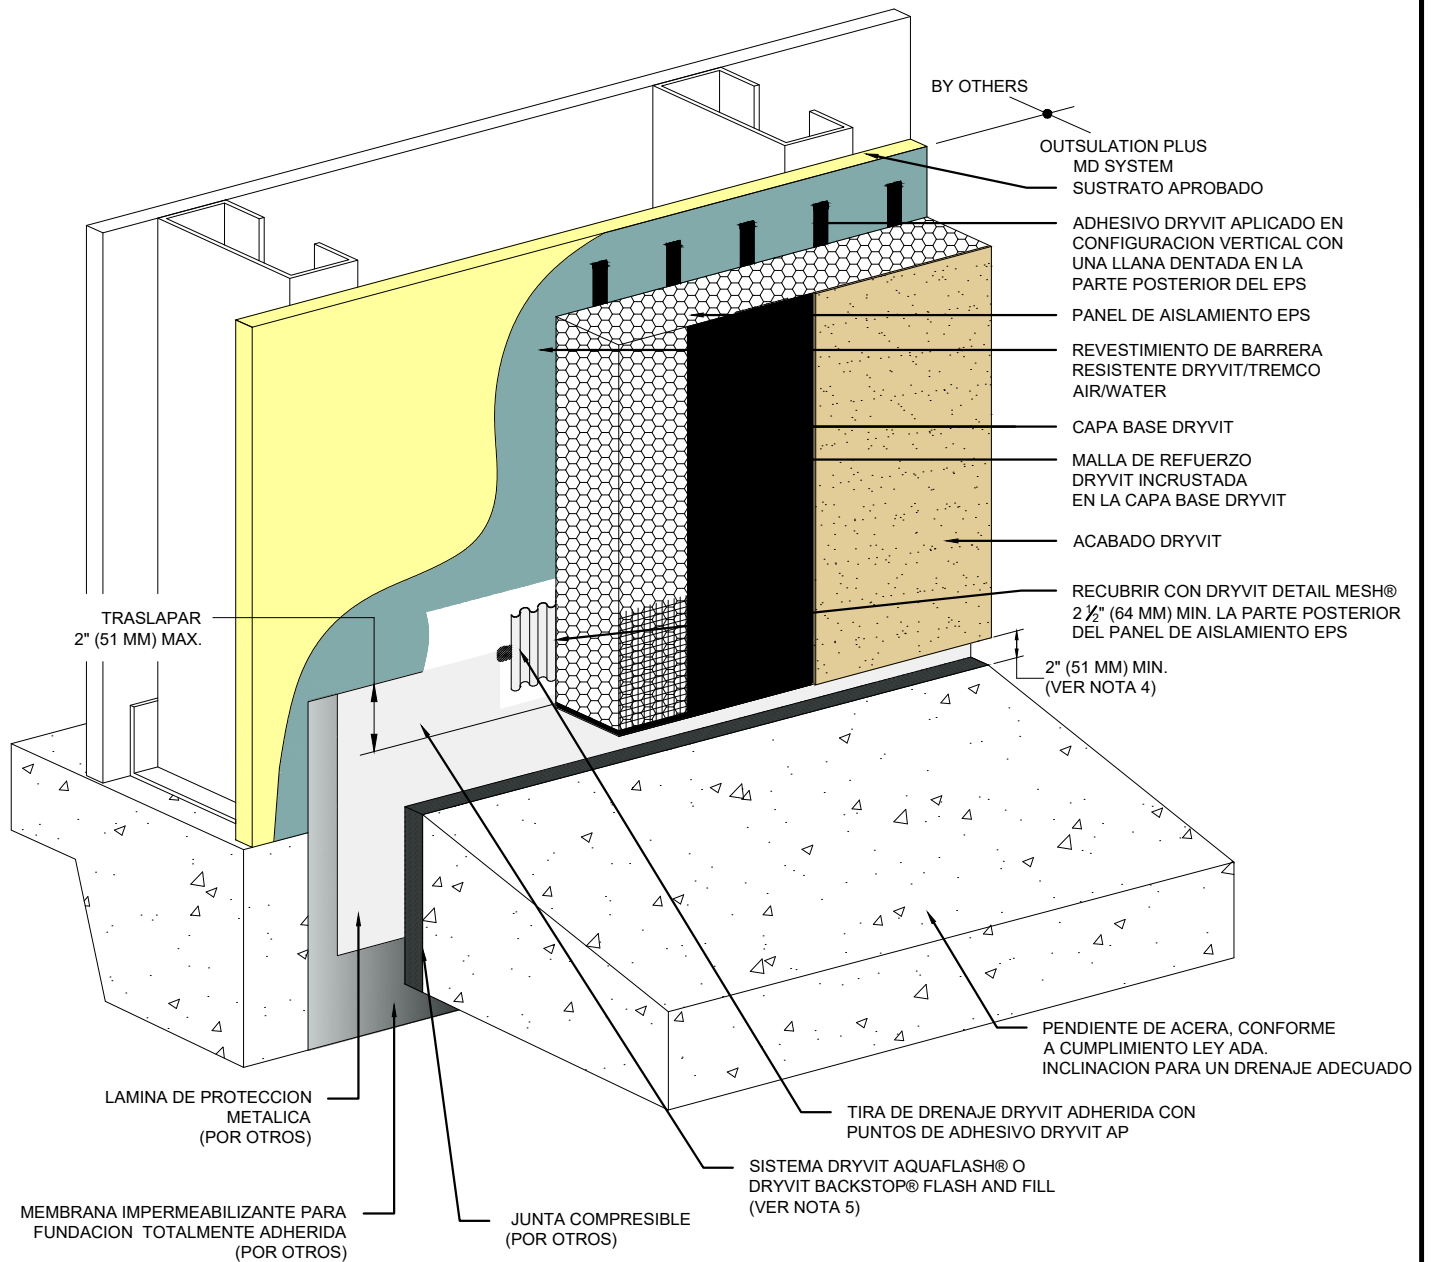 BY OTHERS
OUTSULATION PLUS
MD SYSTEM
SUSTRATO APROBADO
ADHESIVO DRYVIT APLICADO EN
CONFIGURACION VERTICAL CON
UNA LLANA DENTADA EN LA
PARTE POSTERIOR DEL EPS
PANEL DE AISLAMIENTO EPS
REVESTIMIENTO DE BARRERA
RESISTENTE DRYVIT/TREMCO
AIR/WATER
CAPA BASE DRYVIT
MALLA DE REFUERZO
DRYVIT INCRUSTADA
EN LA CAPA BASE DRYVIT
ACABADO DRYVIT
RECUBRIR CON DRYVIT DETAIL MESH®
2 ½" (64 MM) MIN. LA PARTE POSTERIOR
DEL PANEL DE AISLAMIENTO EPS
2" (51 MM) MIN.
(VER NOTA 4)
TRASLAPAR
2" (51 MM) MAX.
PENDIENTE DE ACERA, CONFORME
A CUMPLIMIENTO LEY ADA.
INCLINACION PARA UN DRENAJE ADECUADO
TIRA DE DRENAJE DRYVIT ADHERIDA CON
PUNTOS DE ADHESIVO DRYVIT AP
SISTEMA DRYVIT AQUAFLASH® O
DRYVIT BACKSTOP® FLASH AND FILL
(VER NOTA 5)
JUNTA COMPRESIBLE
(POR OTROS)
LAMINA DE PROTECCION
METALICA
(POR OTROS)
MEMBRANA IMPERMEABILIZANTE PARA
FUNDACION TOTALMENTE ADHERIDA
(POR OTROS)